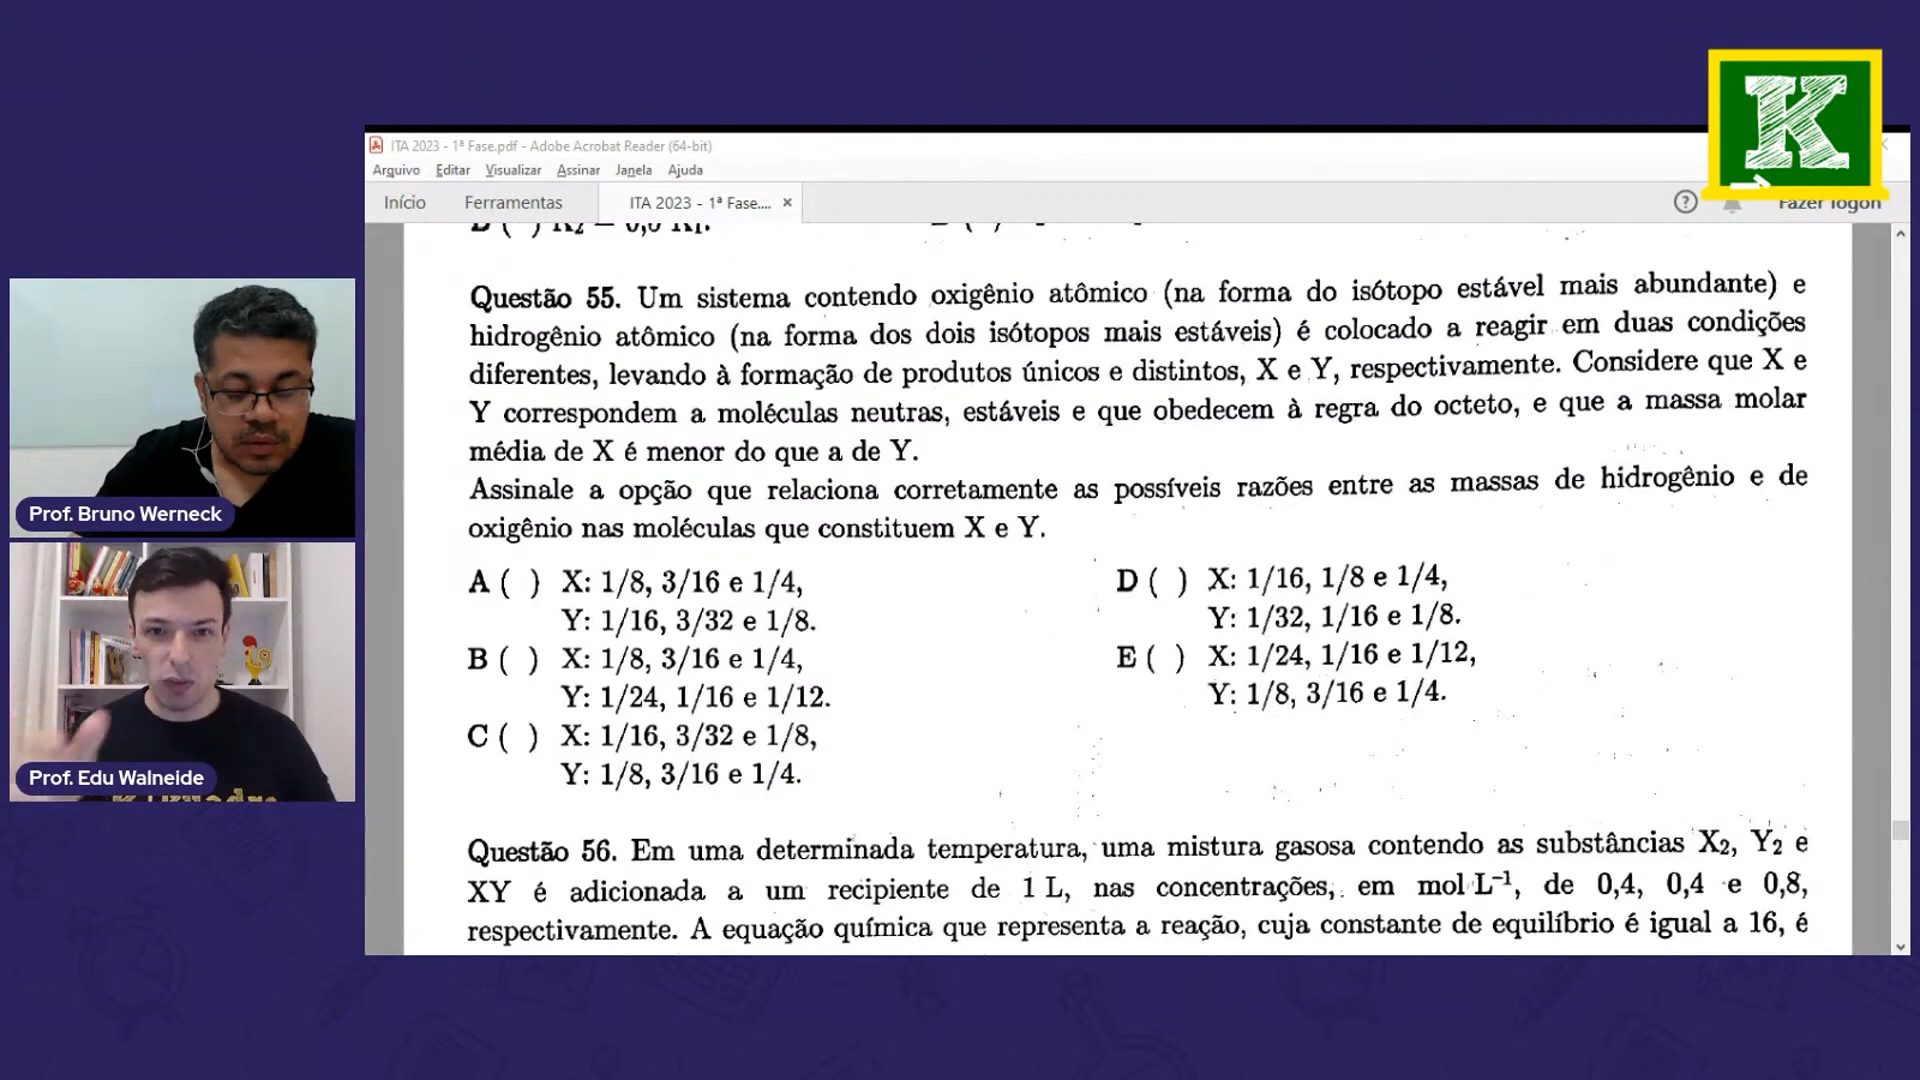 K
ITA 2023 - 1ª Fase.pdf - Adobe Acrobat Reader (64-bit)
Arquivo Editar Visualizar Assinar Janela Ajuda
Início Ferramentas ITA 2023 - 1ª Fase.... × Fazer logon
Questão 55. Um sistema contendo oxigênio atômico (na forma do isótopo estável mais abundante) e
hidrogênio atômico (na forma dos dois isótopos mais estáveis) é colocado a reagir em duas condições
diferentes, levando à formação de produtos únicos e distintos, X e Y, respectivamente. Considere que X e
Y correspondem a moléculas neutras, estáveis e que obedecem à regra do octeto, e que a massa molar
média de X é menor do que a de Y.
Assinale a opção que relaciona corretamente as possíveis razões entre as massas de hidrogênio e de
oxigênio nas moléculas que constituem X e Y.
A ( ) X: 1/8, 3/16 e 1/4,
Y: 1/16, 3/32 e 1/8.
B ( ) X: 1/8, 3/16 e 1/4,
Y: 1/24, 1/16 e 1/12.
C ( ) X: 1/16, 3/32 e 1/8,
Y: 1/8, 3/16 e 1/4.
D ( ) X: 1/16, 1/8 e 1/4,
Y: 1/32, 1/16 e 1/8.
E ( ) X: 1/24, 1/16 e 1/12,
Y: 1/8, 3/16 e 1/4.
Questão 56. Em uma determinada temperatura, uma mistura gasosa contendo as substâncias X₂, Y₂ e
XY é adicionada a um recipiente de 1 L, nas concentrações, em mol L⁻¹, de 0,4, 0,4 e 0,8,
respectivamente. A equação química que representa a reação, cuja constante de equilíbrio é igual a 16, é
Prof. Bruno Werneck
Prof. Edu Walneide